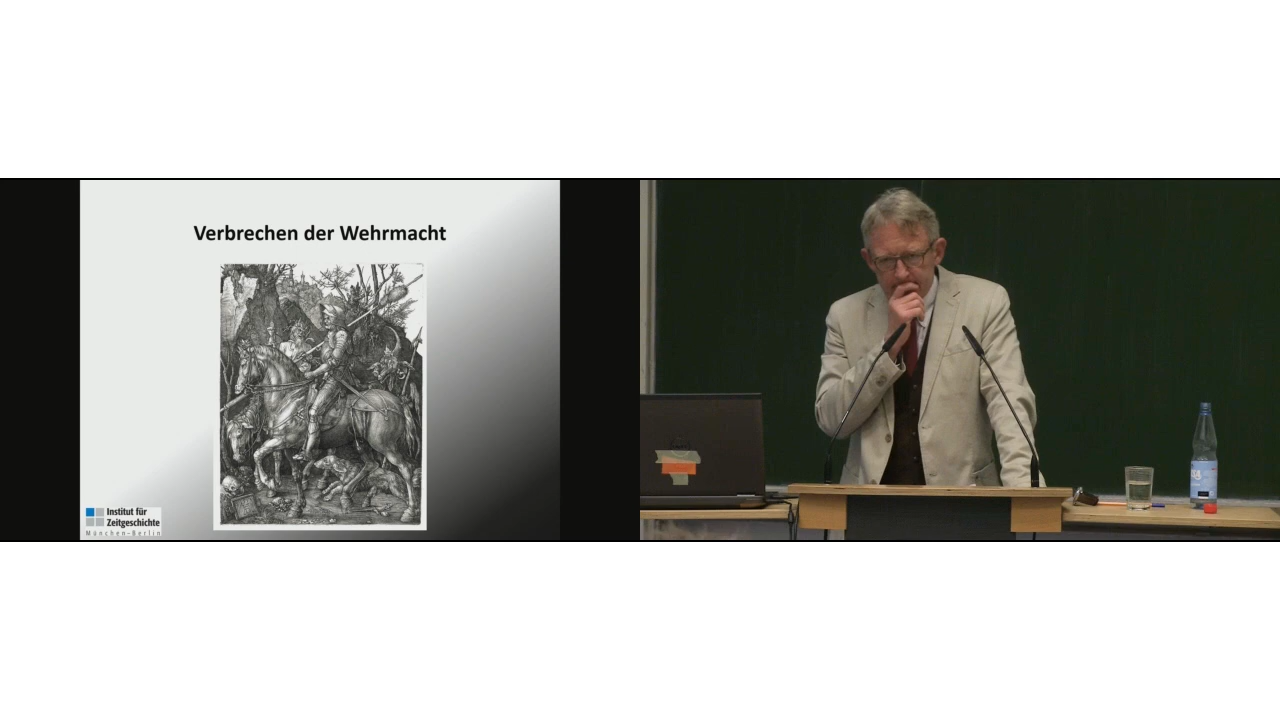 Verbrechen der Wehrmacht
Institut für
Zeitgeschichte
München-Berlin